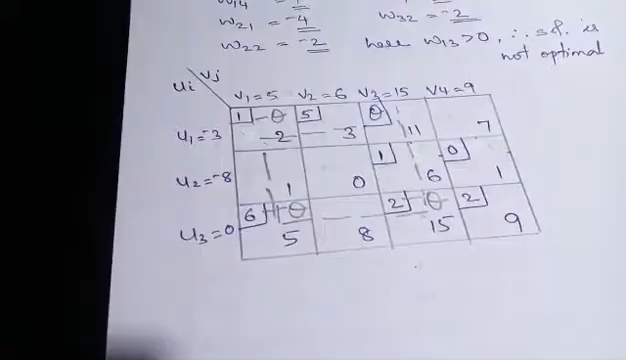 w14 =
w21 = -4 w32 = -2
w22 = -2 here w13 > 0, ∴ sol. is
not optimal
ui vj v1 = 5 v2 = 6 v3 = 15 v4 = 9
1 -θ 5 θ
u1 = -3 2 3 11 7
1 0
u2 = -8 1 0 6 1
6 +θ 2 -θ 2
u3 = 0 5 8 15 9